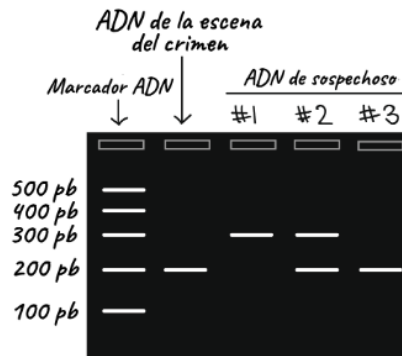 ADN de la escena
del crimen
Marcador ADN
ADN de sospechoso
#1 #2 #3
500 pb
400 pb
300 pb
200 pb
100 pb